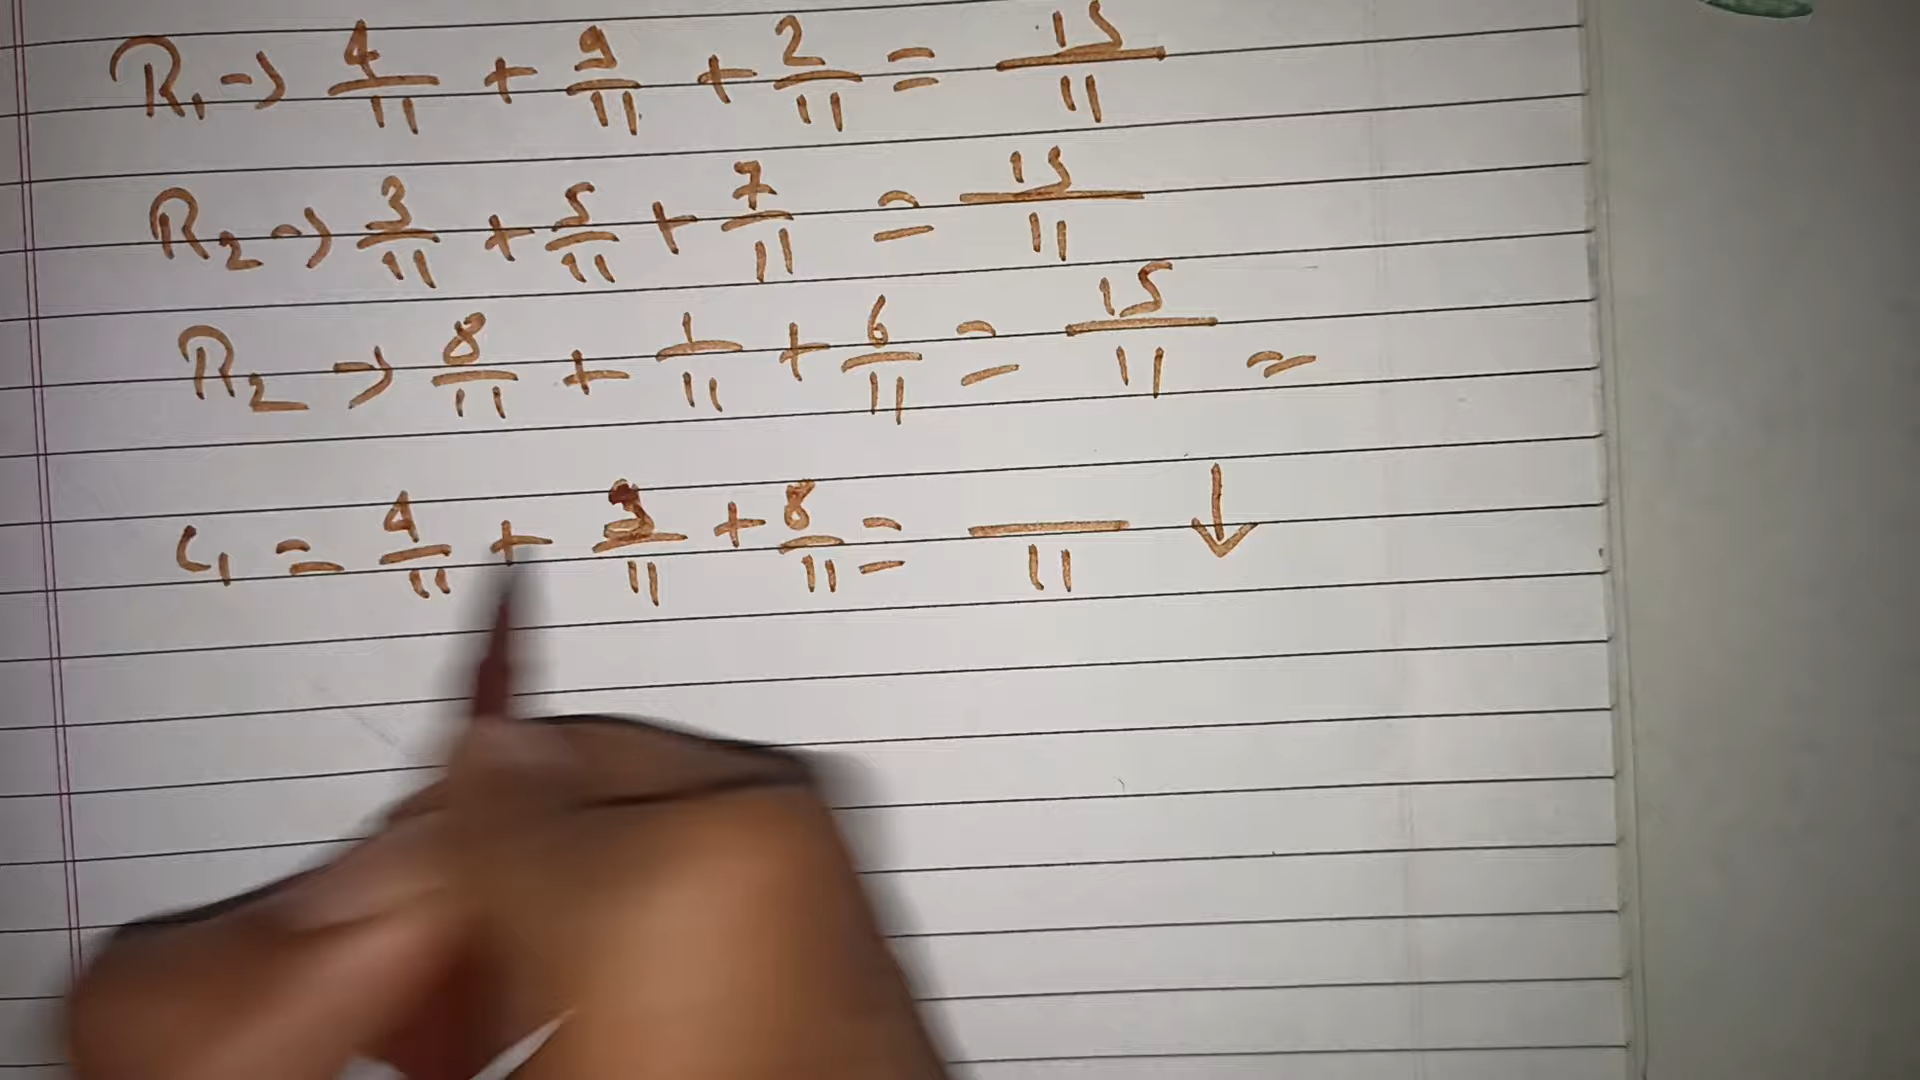 R₁ → 4/11 + 9/11 + 2/11 = 15/11
R₂ → 3/11 + 5/11 + 7/11 = 15/11
R₂ → 8/11 + 1/11 + 6/11 = 15/11 =
C₁ = 4/11 + 3/11 + 8/11 = /11 ↓